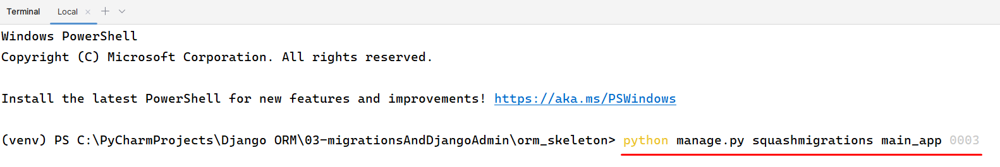 Terminal Local
Windows PowerShell
Copyright (C) Microsoft Corporation. All rights reserved.
Install the latest PowerShell for new features and improvements! https://aka.ms/PSWindows
(venv) PS C:\PyCharmProjects\Django ORM\03-migrationsAndDjangoAdmin\orm_skeleton> python manage.py squashmigrations main_app 0003